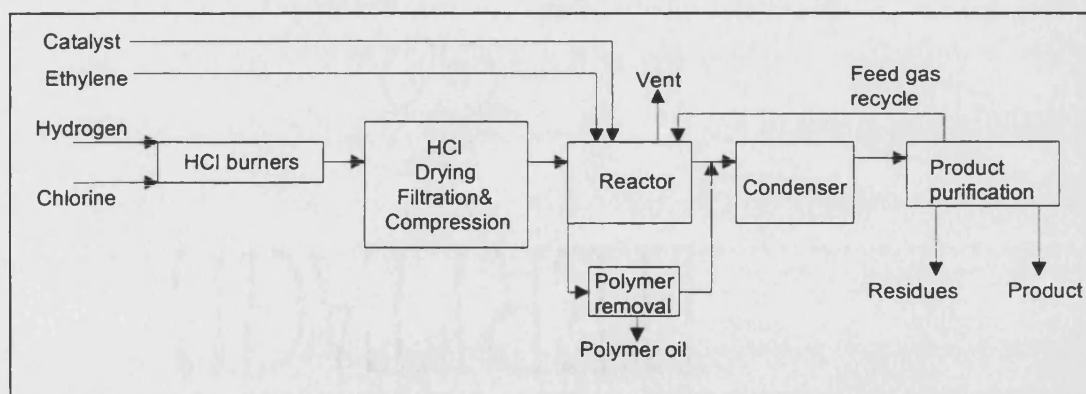 Catalyst
Ethylene
Hydrogen
Chlorine
HCl burners
HCl
Drying
Filtration&
Compression
Vent
Reactor
Polymer
removal
Polymer oil
Condenser
Feed gas
recycle
Product
purification
Residues
Product